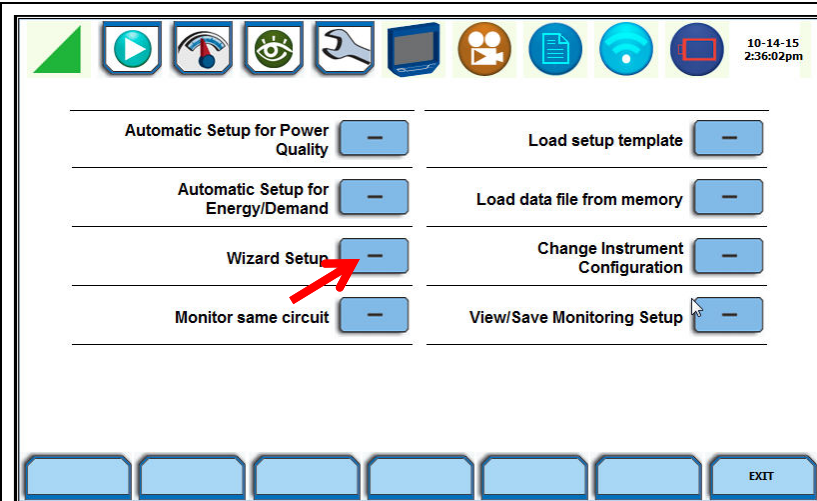 10-14-15
2:36:02pm
Automatic Setup for Power
Quality
Load setup template
Automatic Setup for
Energy/Demand
Load data file from memory
Wizard Setup
Change Instrument
Configuration
Monitor same circuit
View/Save Monitoring Setup
EXIT